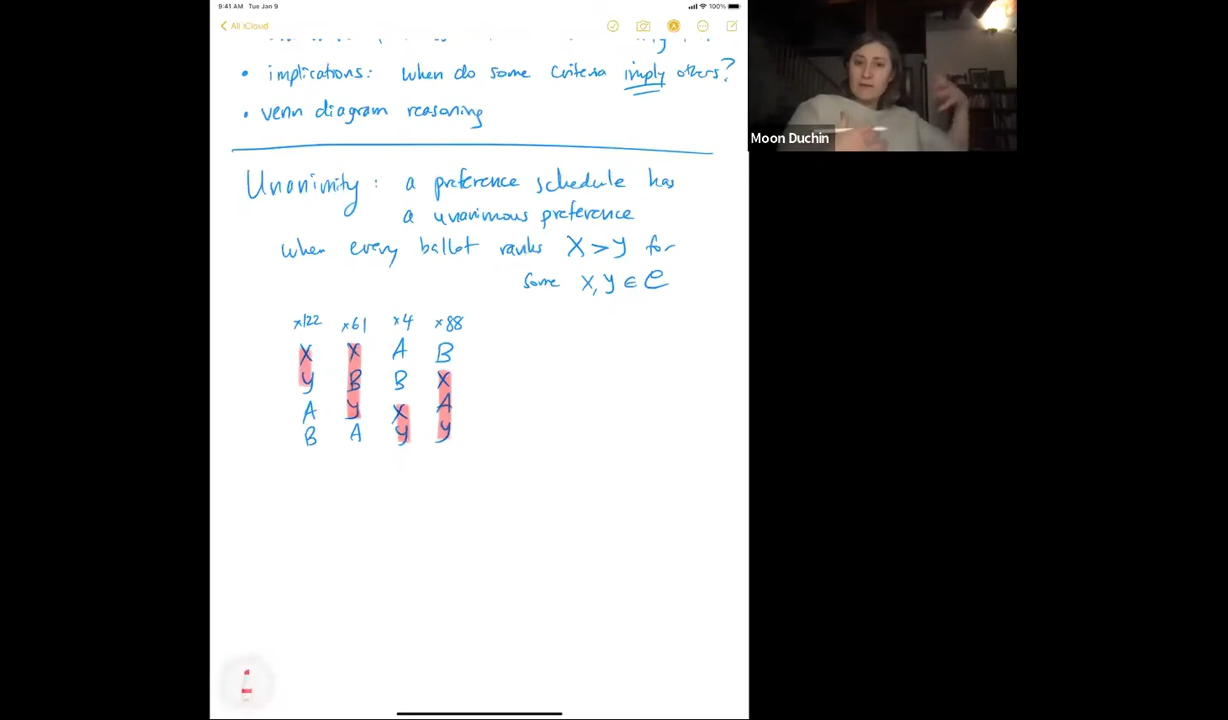 9:41 AM Tue Jan 9
100%
All iCloud
• implications: When do some criteria imply others?
• venn diagram reasoning
Moon Duchin
Unanimity: a preference schedule has
a unanimous preference
when every ballot ranks X > Y for
some X, Y ∈ C
x122 x61 x4 x88
X X A B
Y B B X
A Y X A
B A Y Y